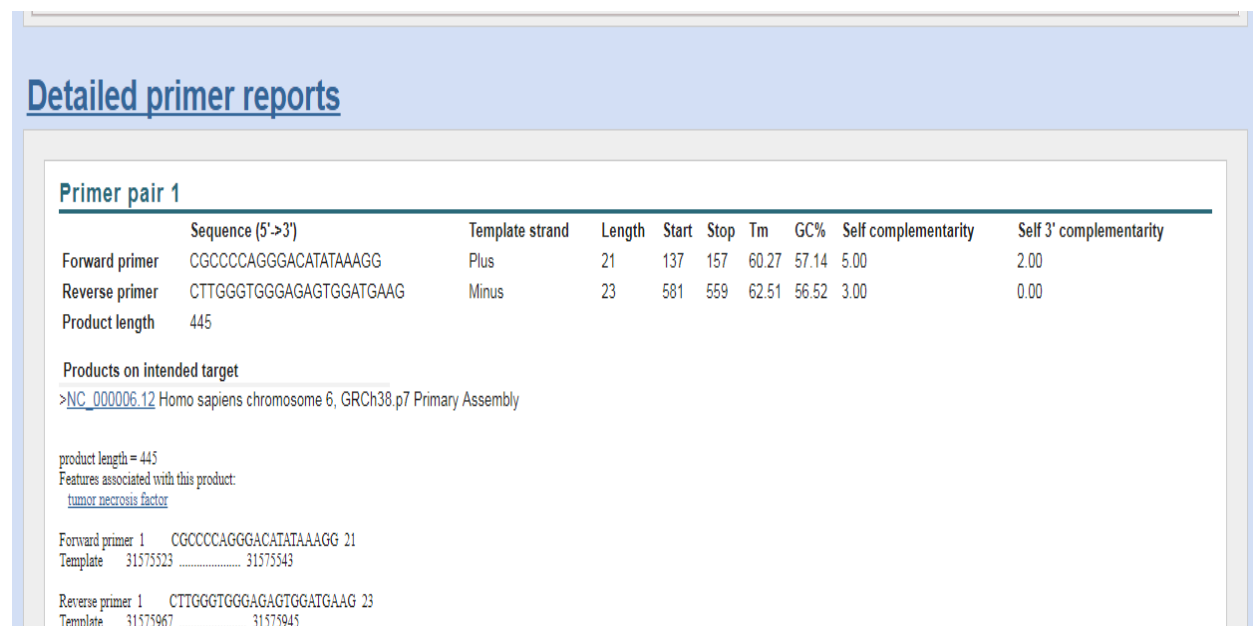 Detailed primer reports
Primer pair 1
Sequence (5'->3') Template strand Length Start Stop Tm GC% Self complementarity Self 3' complementarity
Forward primer CGCCCCAGGGACATATAAAGG Plus 21 137 157 60.27 57.14 5.00 2.00
Reverse primer CTTGGGTGGGAGAGTGGATGAAG Minus 23 581 559 62.51 56.52 3.00 0.00
Product length 445
Products on intended target
>NC_000006.12 Homo sapiens chromosome 6, GRCh38.p7 Primary Assembly
product length = 445
Features associated with this product:
tumor necrosis factor
Forward primer 1 CGCCCCAGGGACATATAAAGG 21
Template 31575523 ..................... 31575543
Reverse primer 1 CTTGGGTGGGAGAGTGGATGAAG 23
Template 31575967 ....................... 31575945